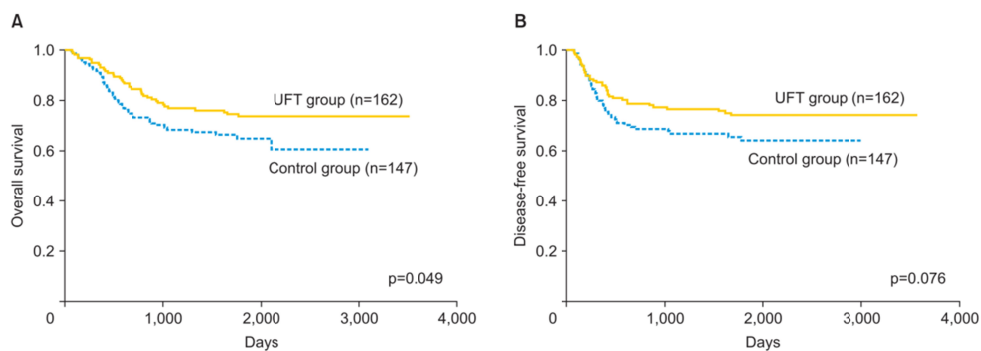 A
Overall survival
1.0
0.8
0.6
0.4
0.2
UFT group (n=162)
Control group (n=147)
p=0.049
0 1,000 2,000 3,000 4,000
Days
B
Disease-free survival
1.0
0.8
0.6
0.4
0.2
UFT group (n=162)
Control group (n=147)
p=0.076
0 1,000 2,000 3,000 4,000
Days